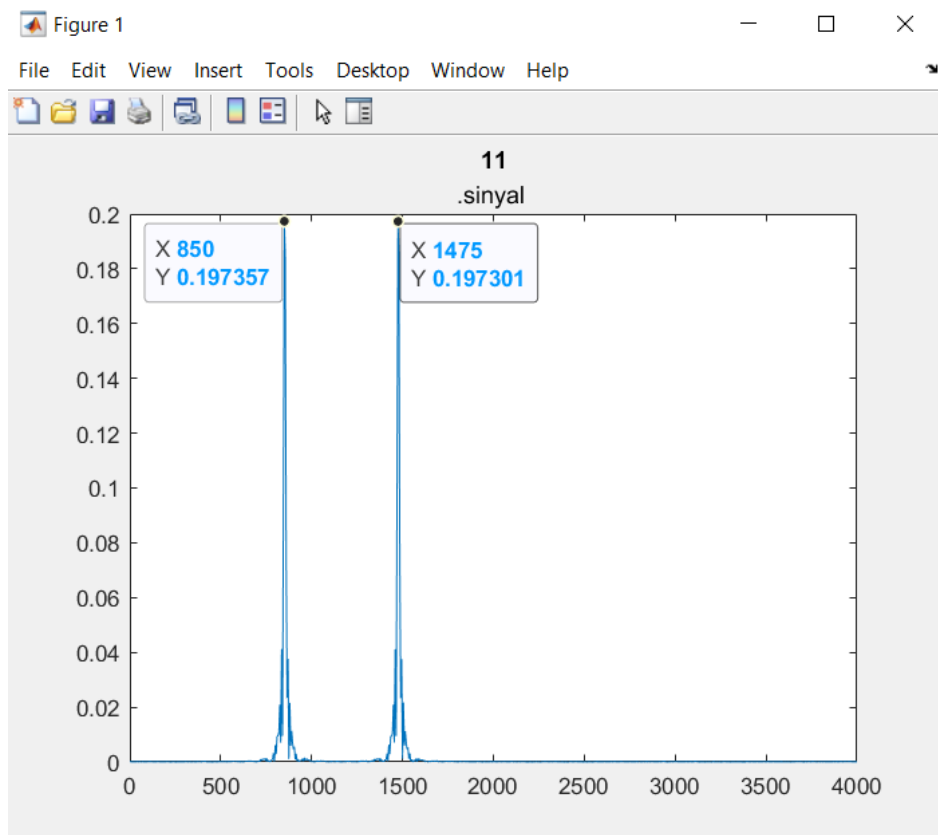 Figure 1
File Edit View Insert Tools Desktop Window Help
11
.sinyal
X 850
Y 0.197357
X 1475
Y 0.197301
0.2
0.18
0.16
0.14
0.12
0.1
0.08
0.06
0.04
0.02
0
0 500 1000 1500 2000 2500 3000 3500 4000